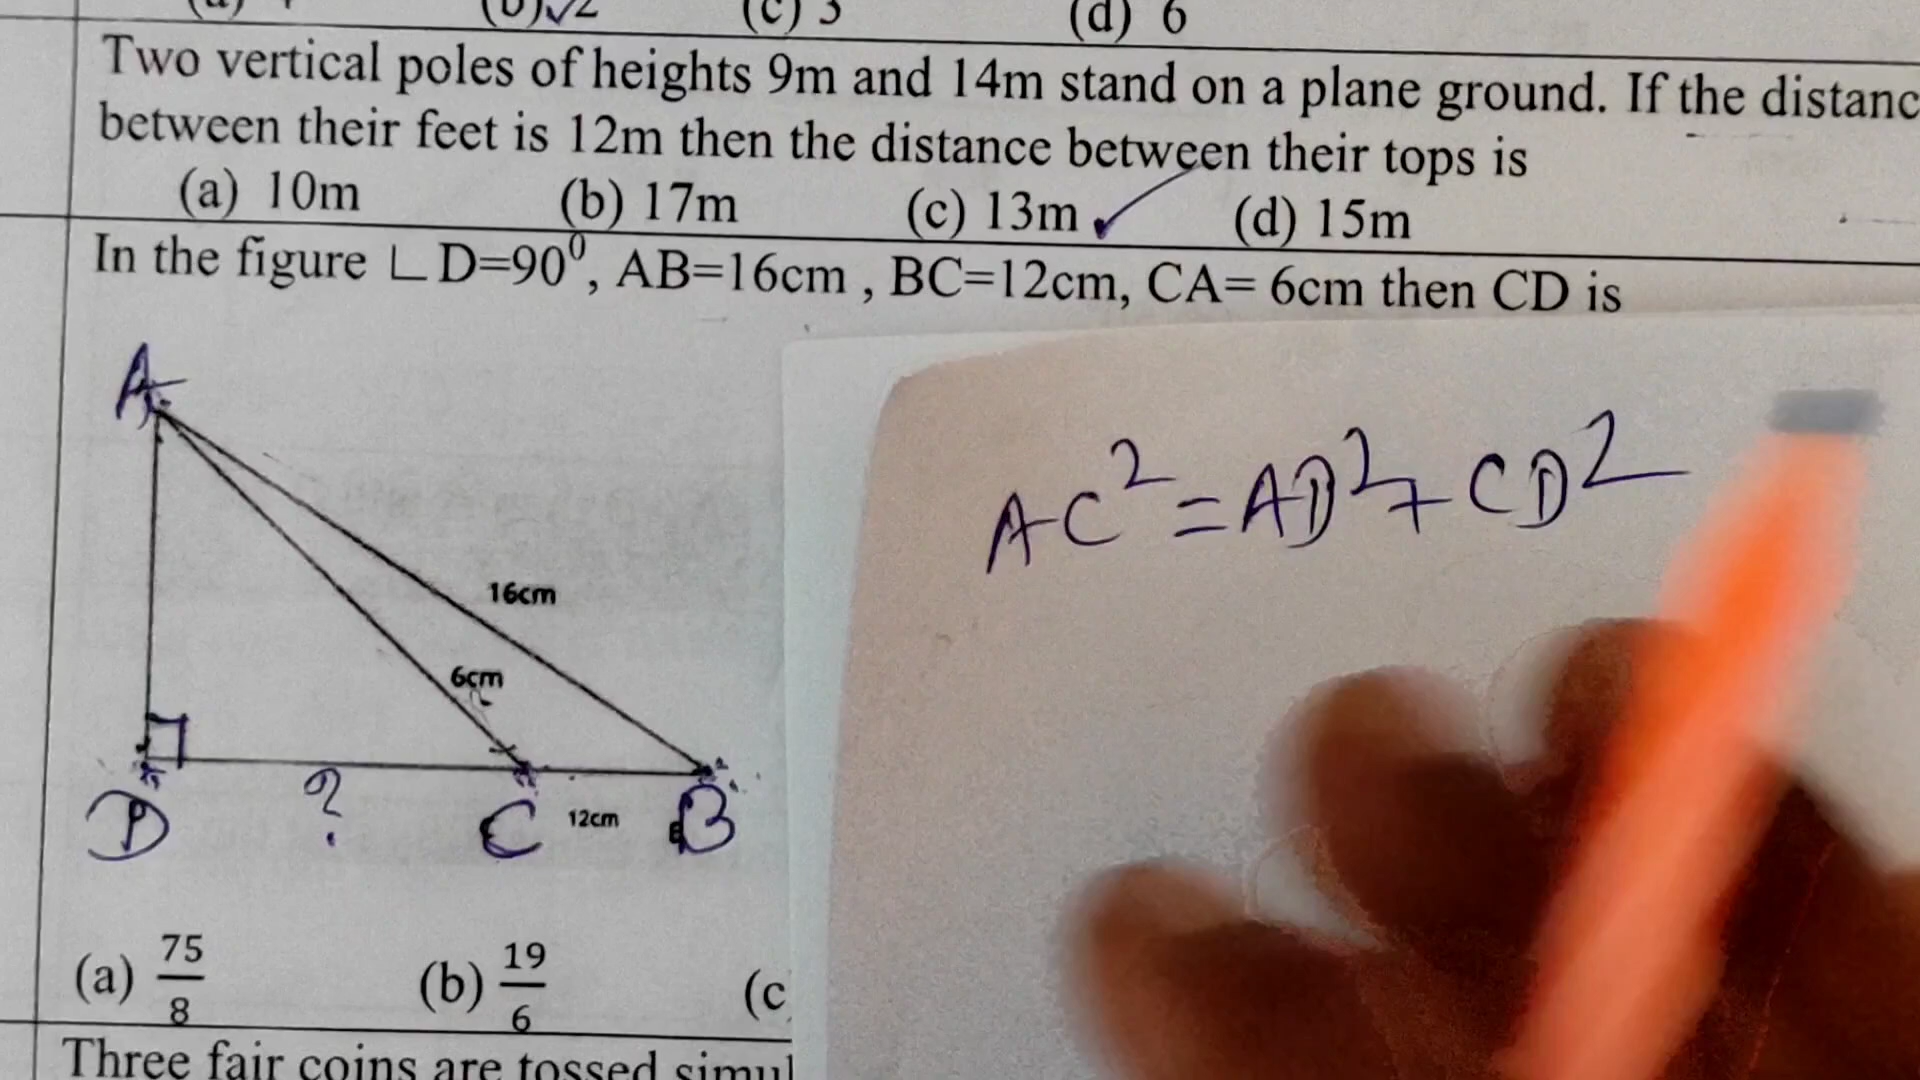 (b) 2 (c) 3 (d) 6
Two vertical poles of heights 9m and 14m stand on a plane ground. If the distanc
between their feet is 12m then the distance between their tops is
(a) 10m (b) 17m (c) 13m ✓ (d) 15m
In the figure ∟D=90⁰, AB=16cm , BC=12cm, CA= 6cm then CD is
A
AC²=AD²+CD²
16cm
6cm
D ? C 12cm B
(a) 75/8 (b) 19/6 (c
Three fair coins are tossed simul